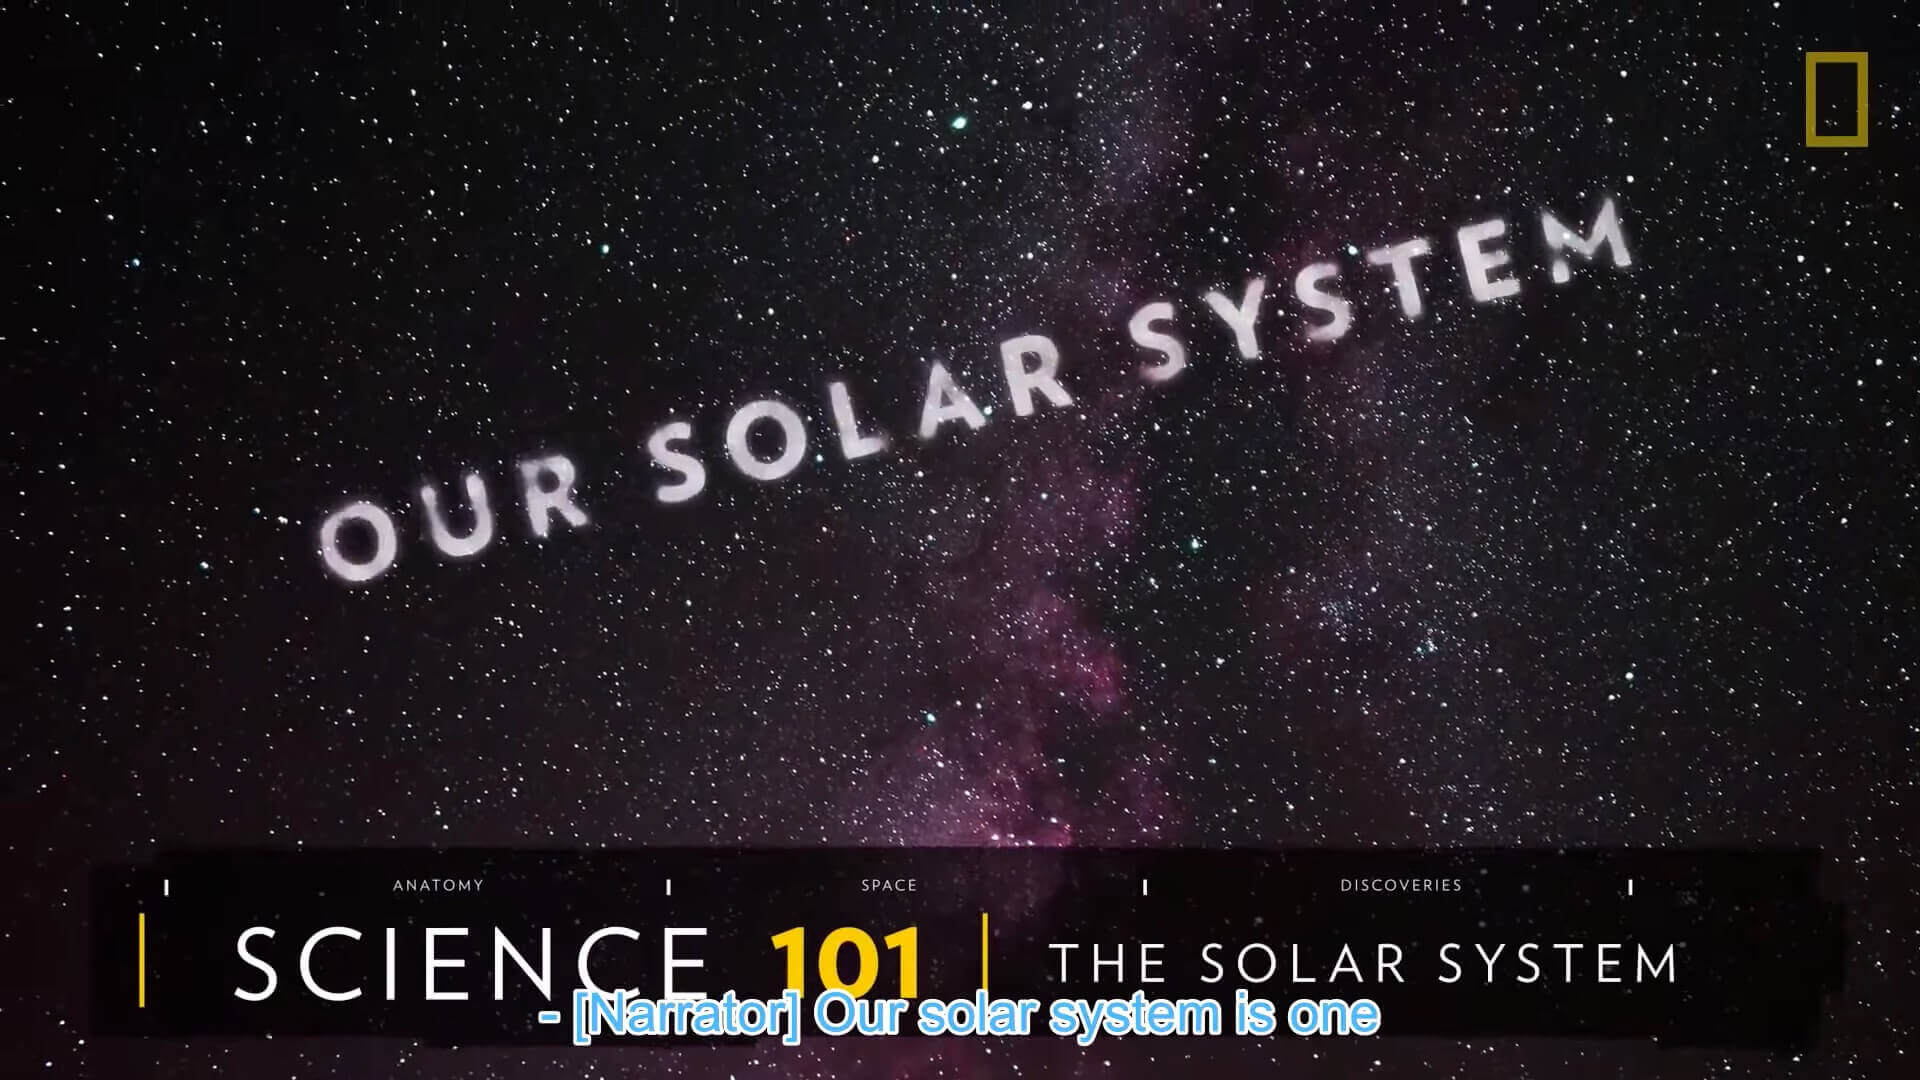 OUR SOLAR SYSTEM
ANATOMY SPACE DISCOVERIES
SCIENCE 101 THE SOLAR SYSTEM
- [Narrator] Our solar system is one